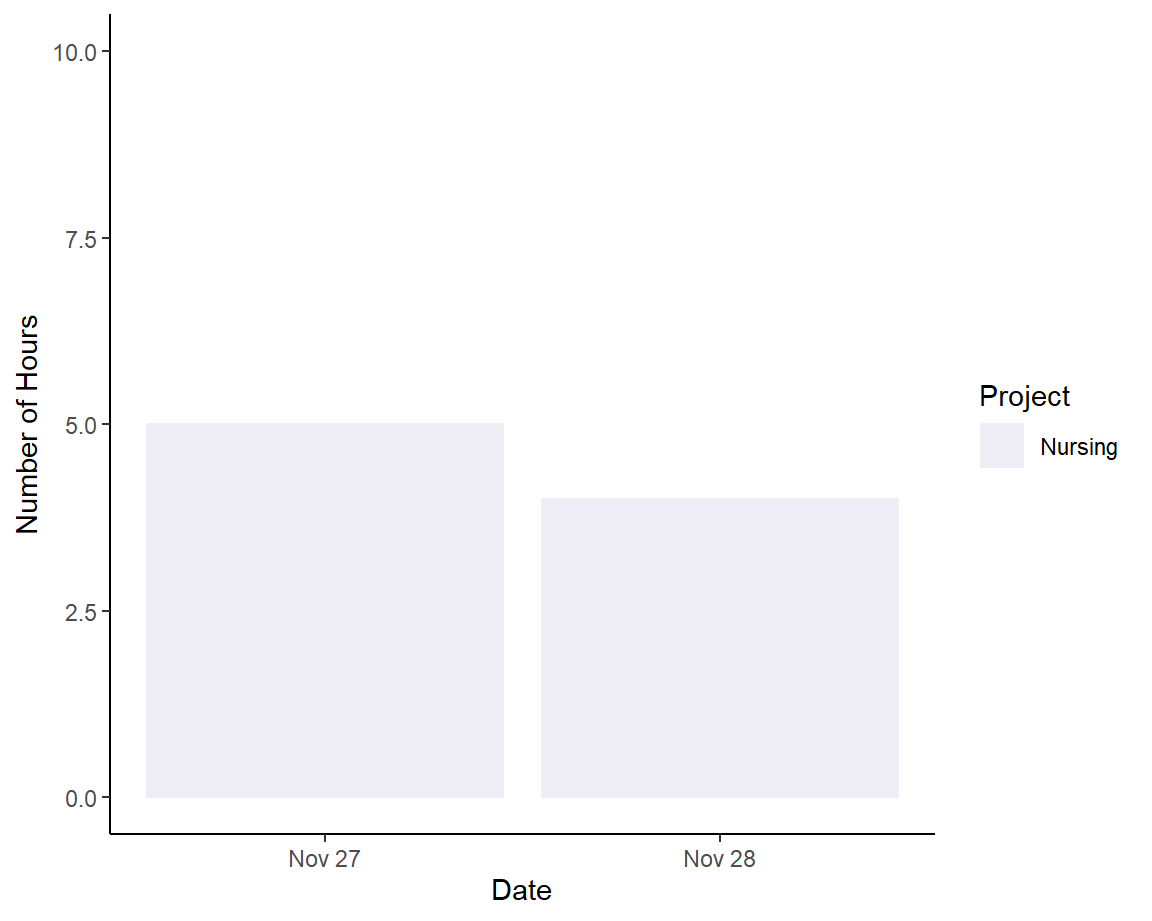 10.0
7.5
5.0
2.5
0.0
Number of Hours
Nov 27
Nov 28
Date
Project
Nursing